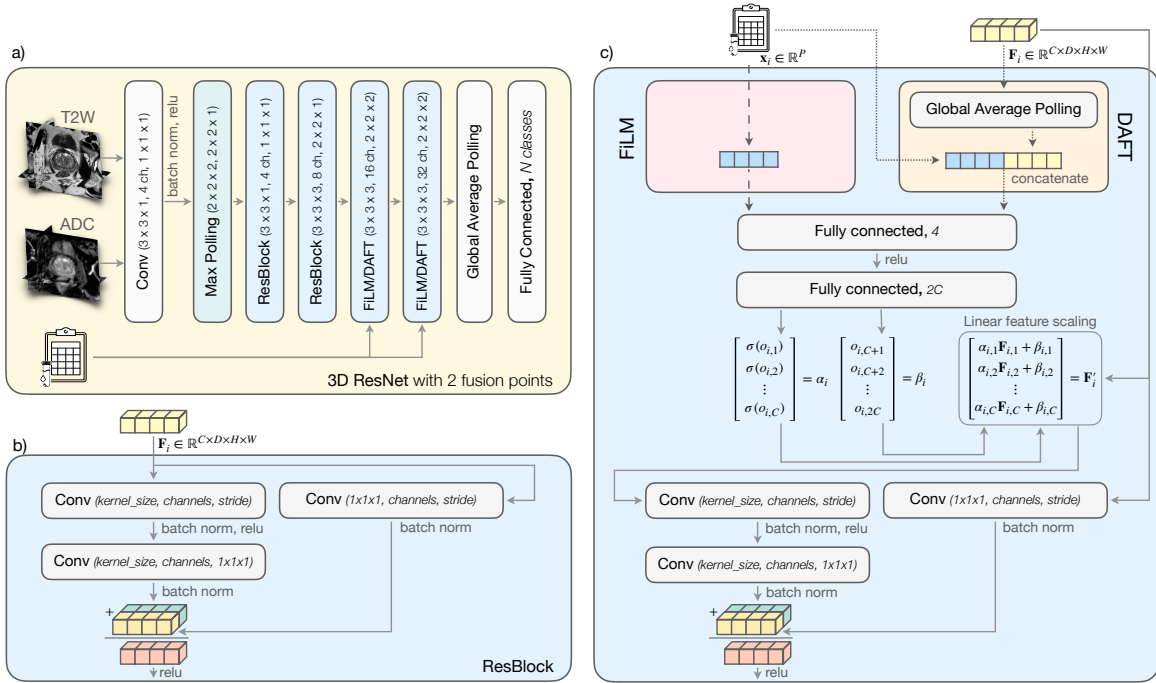 a)
T2W
ADC
Conv (3 x 3 x 1, 4 ch, 1 x 1 x 1)
batch norm, relu
Max Polling (2 x 2 x 2, 2 x 2 x 1)
ResBlock (3 x 3 x 1, 4 ch, 1 x 1 x 1)
ResBlock (3 x 3 x 3, 8 ch, 2 x 2 x 1)
FiLM/DAFT (3 x 3 x 3, 16 ch, 2 x 2 x 2)
FiLM/DAFT (3 x 3 x 3, 32 ch, 2 x 2 x 2)
Global Average Polling
Fully Connected, N classes
3D ResNet with 2 fusion points
b)
F_i ∈ ℝ^{C×D×H×W}
Conv (kernel_size, channels, stride)
Conv (1x1x1, channels, stride)
batch norm, relu
batch norm
Conv (kernel_size, channels, 1x1x1)
batch norm
+
relu
ResBlock
c)
x_i ∈ ℝ^P
F_i ∈ ℝ^{C×D×H×W}
FiLM
DAFT
Global Average Polling
concatenate
Fully connected, 4
relu
Fully connected, 2C
Linear feature scaling
σ(o_{i,1})
σ(o_{i,2})
⋮
σ(o_{i,C})
= α_i
o_{i,C+1}
o_{i,C+2}
⋮
o_{i,2C}
= β_i
α_{i,1}F_{i,1} + β_{i,1}
α_{i,2}F_{i,2} + β_{i,2}
⋮
α_{i,C}F_{i,C} + β_{i,C}
= F′_i
Conv (kernel_size, channels, stride)
Conv (1x1x1, channels, stride)
batch norm, relu
batch norm
Conv (kernel_size, channels, 1x1x1)
batch norm
+
relu